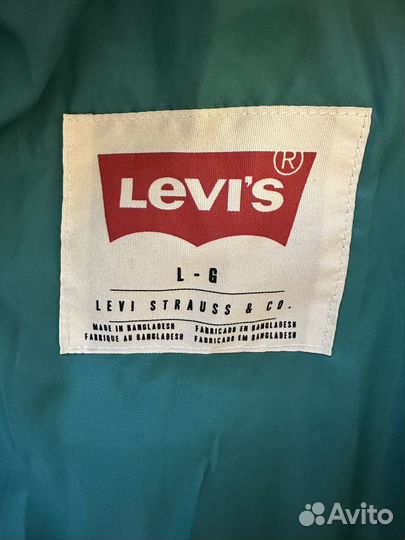 LEVI'S ®
L - G
LEVI STRAUSS & CO.
MADE IN BANGLADESH FABRICADO EN BANGLADESH
FABRIQUE AU BANGLADESH FABRICADO EM BANGLADESH
Avito